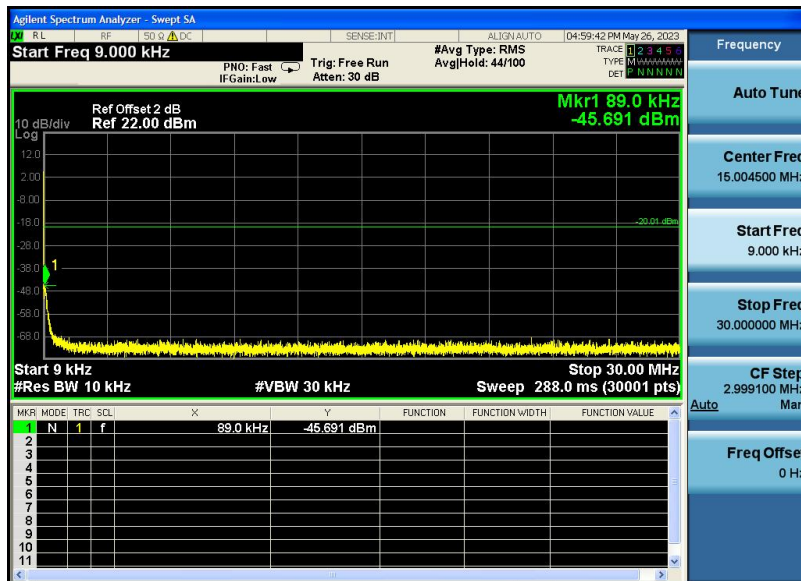 Agilent Spectrum Analyzer - Swept SA
LXI RL RF 50 Ω DC SENSE:INT ALIGN AUTO 04:59:42 PM May 26, 2023
Start Freq 9.000 kHz
PNO: Fast
IFGain:Low
Trig: Free Run
Atten: 30 dB
#Avg Type: RMS
Avg|Hold: 44/100
TRACE 1 2 3 4 5 6
TYPE M
DET P N N N N N
Ref Offset 2 dB
10 dB/div Ref 22.00 dBm
Log
Mkr1 89.0 kHz
-45.691 dBm
12.0
2.00
-8.00
-18.0
-20.01 dBm
-28.0
-38.0
1
-48.0
-58.0
-68.0
Start 9 kHz Stop 30.00 MHz
#Res BW 10 kHz #VBW 30 kHz Sweep 288.0 ms (30001 pts)
MKR MODE TRC SCL X Y FUNCTION FUNCTION WIDTH FUNCTION VALUE
1 N 1 f 89.0 kHz -45.691 dBm
2
3
4
5
6
7
8
9
10
11
Frequency
Auto Tune
Center Freq
15.004500 MHz
Start Freq
9.000 kHz
Stop Freq
30.000000 MHz
CF Step
2.999100 MHz
Auto Man
Freq Offset
0 Hz